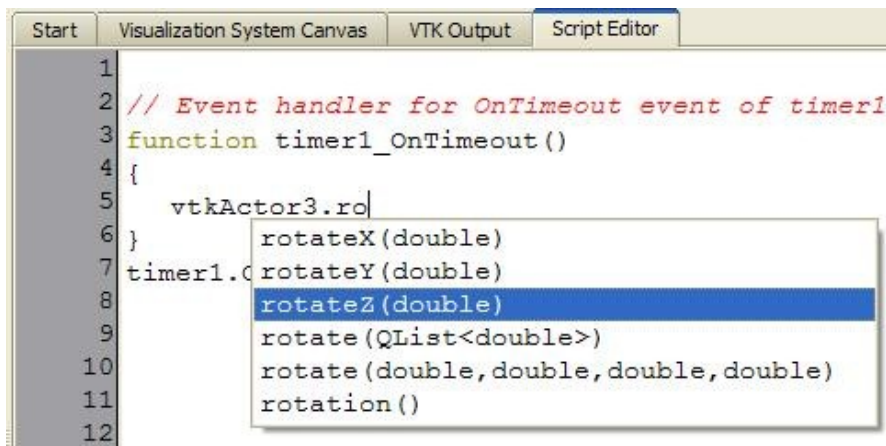 Start Visualization System Canvas VTK Output Script Editor
1
2 // Event handler for OnTimeout event of timer1
3 function timer1_OnTimeout()
4 {
5 vtkActor3.ro
6 }
7 timer1.
8
9
10
11
12
rotateX(double)
rotateY(double)
rotateZ(double)
rotate(QList<double>)
rotate(double,double,double,double)
rotation()